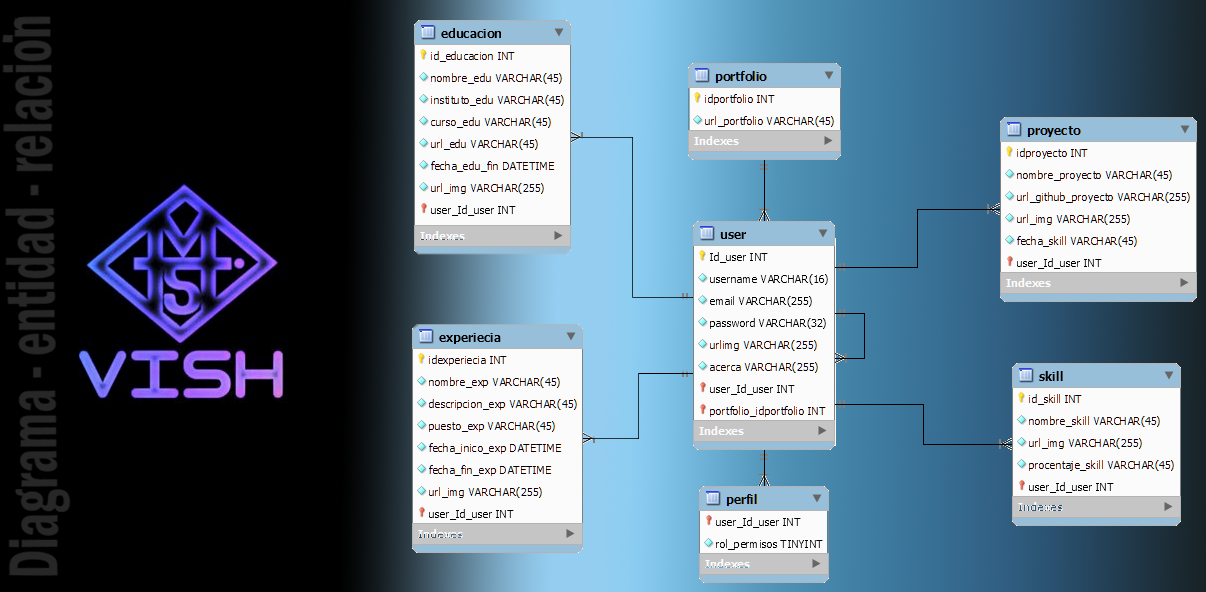 Diagrama - entidad - relación
VISH
educacion
id_educacion INT
nombre_edu VARCHAR(45)
instituto_edu VARCHAR(45)
curso_edu VARCHAR(45)
url_edu VARCHAR(45)
fecha_edu_fin DATETIME
url_img VARCHAR(255)
user_Id_user INT
Indexes
experiecia
idexperiecia INT
nombre_exp VARCHAR(45)
descripcion_exp VARCHAR(45)
puesto_exp VARCHAR(45)
fecha_inico_exp DATETIME
fecha_fin_exp DATETIME
url_img VARCHAR(255)
user_Id_user INT
Indexes
portfolio
idportfolio INT
url_portfolio VARCHAR(45)
Indexes
user
Id_user INT
username VARCHAR(16)
email VARCHAR(255)
password VARCHAR(32)
urlimg VARCHAR(255)
acerca VARCHAR(255)
user_Id_user INT
portfolio_idportfolio INT
Indexes
perfil
user_Id_user INT
rol_permisos TINYINT
Indexes
proyecto
idproyecto INT
nombre_proyecto VARCHAR(45)
url_github_proyecto VARCHAR(255)
url_img VARCHAR(255)
fecha_skill VARCHAR(45)
user_Id_user INT
Indexes
skill
id_skill INT
nombre_skill VARCHAR(45)
url_img VARCHAR(255)
procentaje_skill VARCHAR(45)
user_Id_user INT
Indexes